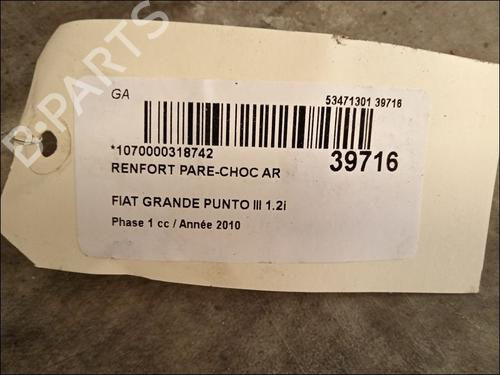 GA
53471301 39716
*1070000318742
39716
RENFORT PARE-CHOC AR
FIAT GRANDE PUNTO III 1.2i
Phase 1 cc / Année 2010
B-PARTS